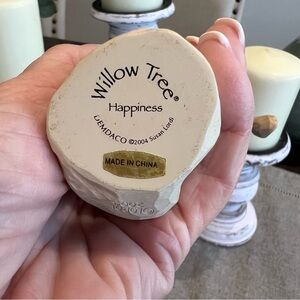 Willow Tree®
Happiness
DEMDACO ©2004 Susan Lordi
MADE IN CHINA